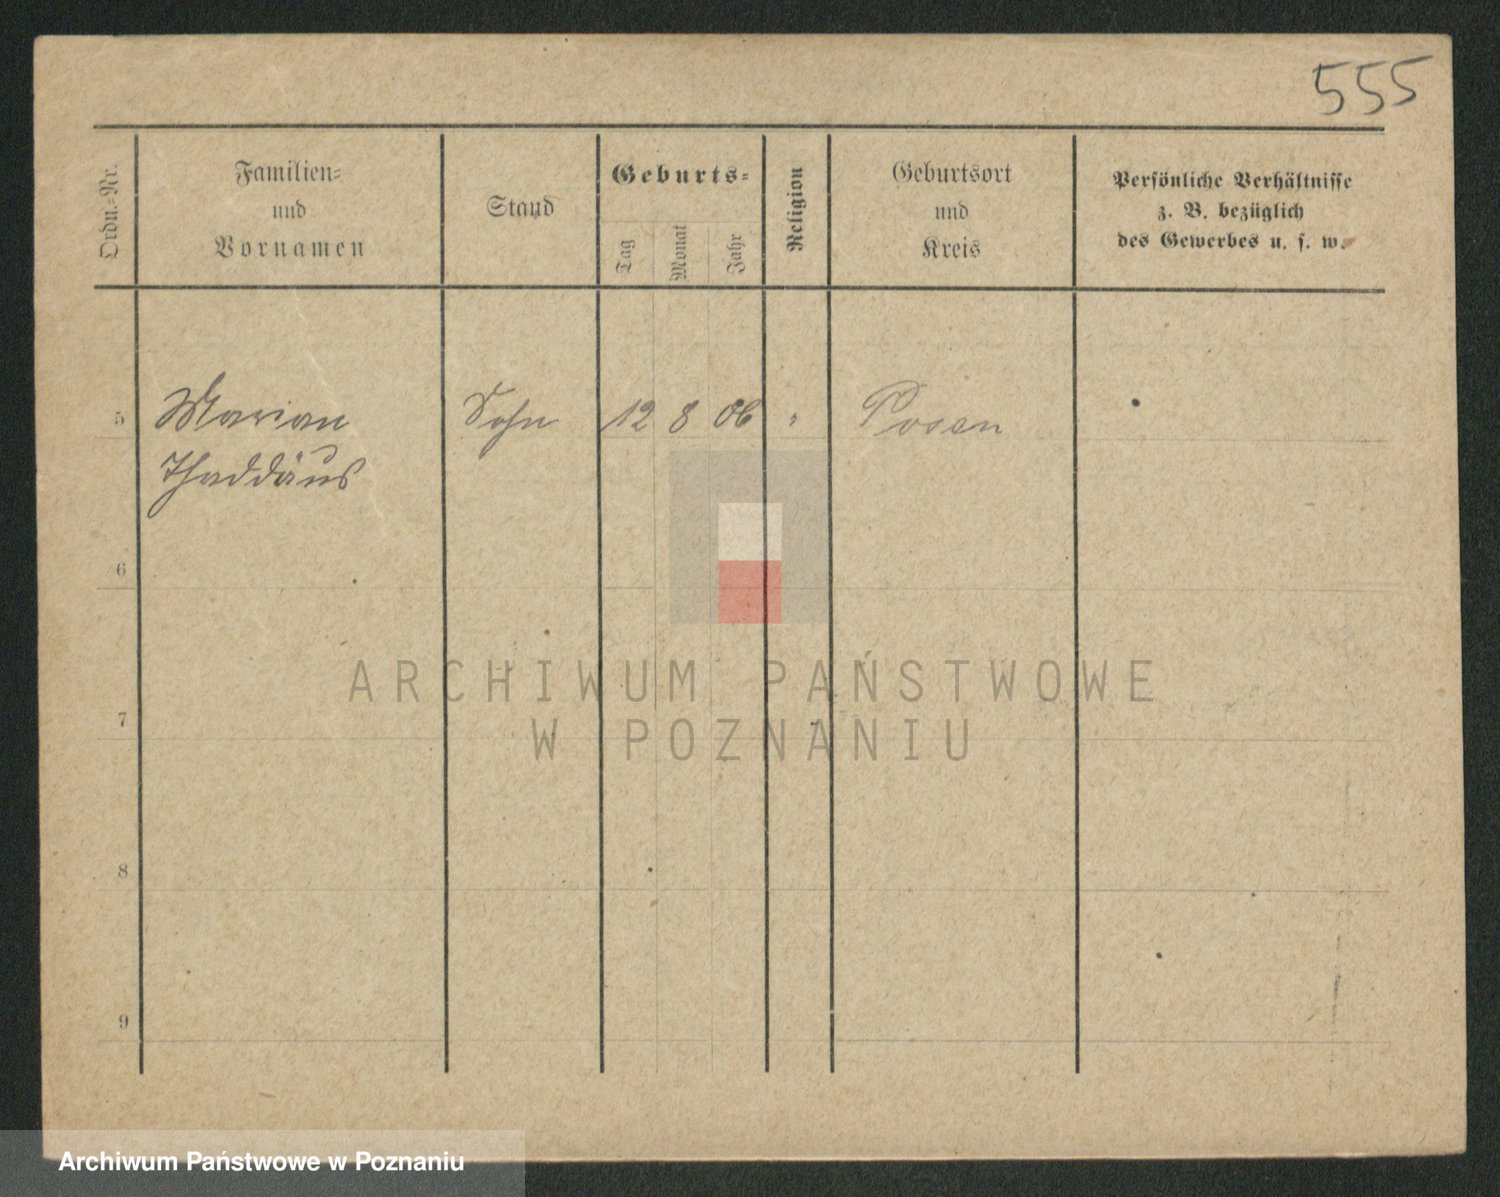 555
Ordn.-Nr.
Familien-
und
Vornamen
Stand
Geburts-
Tag
Monat
Jahr
Religion
Geburtsort
und
Kreis
Persönliche Verhältnisse
z. B. bezüglich
des Gewerbes u. s. w.
5 Marian Sohn 12 8 06 " Posen
Thaddäus
6
ARCHIWUM PAŃSTWOWE
7
W POZNANIU
8
9
Archiwum Państwowe w Poznaniu